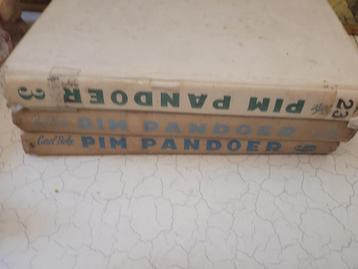 23 PIM PANDOER 3
PIM PANDOER
Carel Beke PIM PANDOER